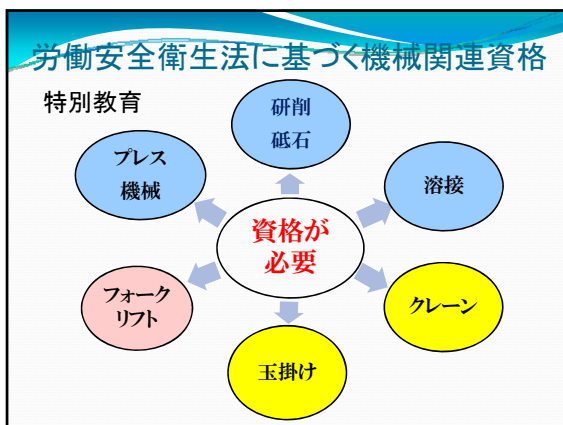 労働安全衛生法に基づく機械関連資格
特別教育
研削
砥石
プレス
機械
溶接
資格が
必要
フォーク
リフト
クレーン
玉掛け